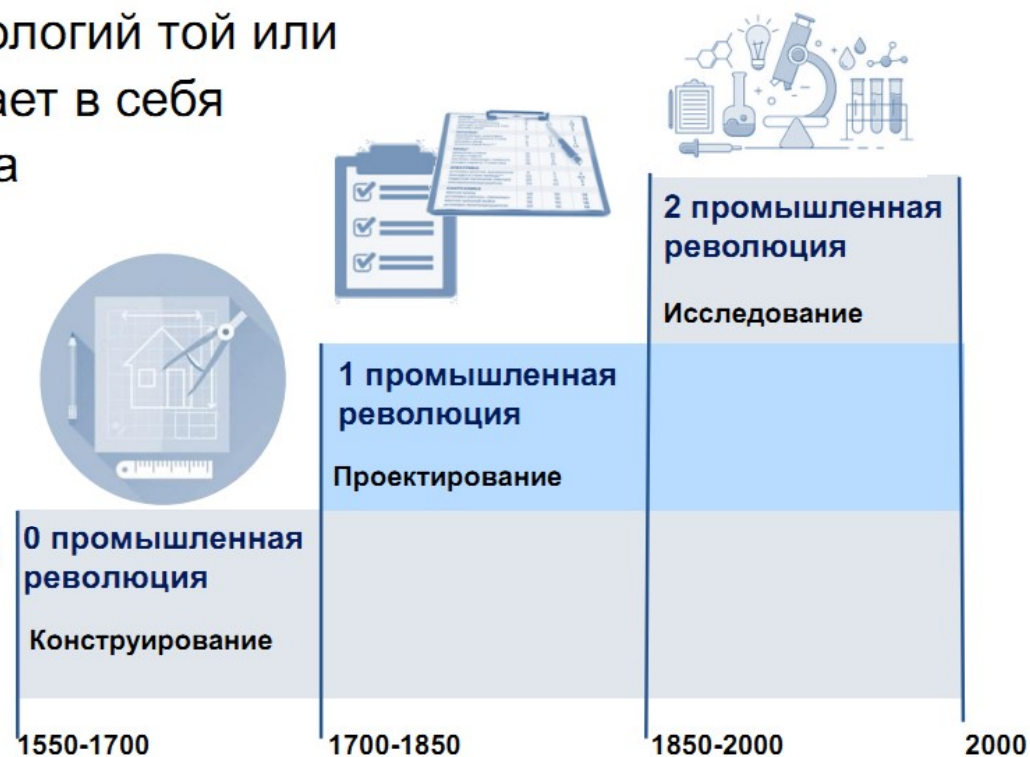 ологий той или
ает в себя
а
2 промышленная
революция
Исследование
1 промышленная
революция
Проектирование
0 промышленная
революция
Конструирование
1550-1700
1700-1850
1850-2000
2000